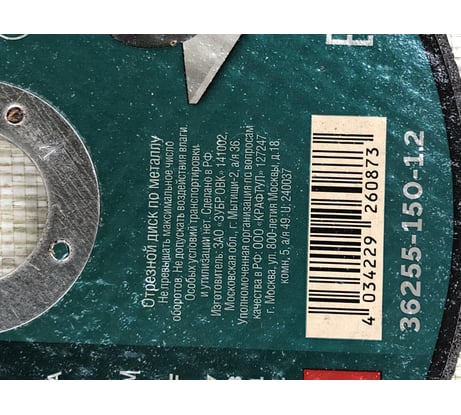 Отрезной диск по металлу
Не превышать максимальное число
оборотов. Не допускать воздействия влаги.
Особых условий транспортировки
и утилизации нет. Сделано в РФ.
Изготовитель: ЗАО "ЗУБР ОВК" 141002,
Московская обл., г. Мытищи-2, а/я 36.
Уполномоченная организация по вопросам
качества в РФ: ООО «КРАФТУЛ» 127247,
г. Москва, ул. 800-летия Москвы, д.18,
комн, 5, а/я 49. U. 240037
4 034229 260873
36255-150-1.2